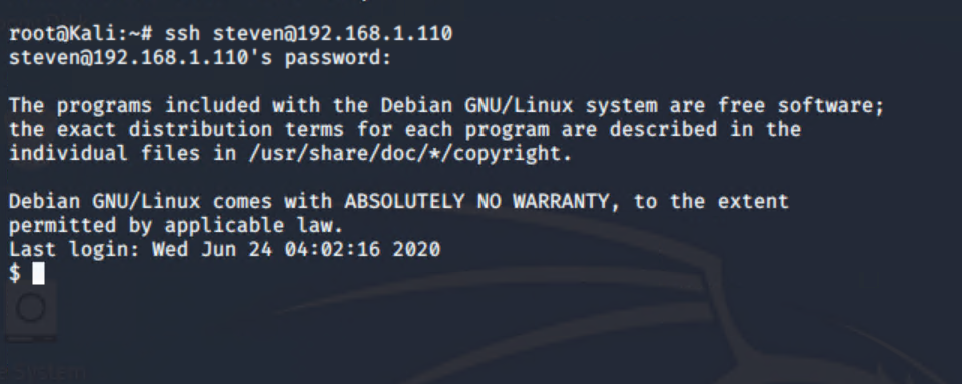 root@Kali:~# ssh steven@192.168.1.110
steven@192.168.1.110's password:
The programs included with the Debian GNU/Linux system are free software;
the exact distribution terms for each program are described in the
individual files in /usr/share/doc/*/copyright.
Debian GNU/Linux comes with ABSOLUTELY NO WARRANTY, to the extent
permitted by applicable law.
Last login: Wed Jun 24 04:02:16 2020
$